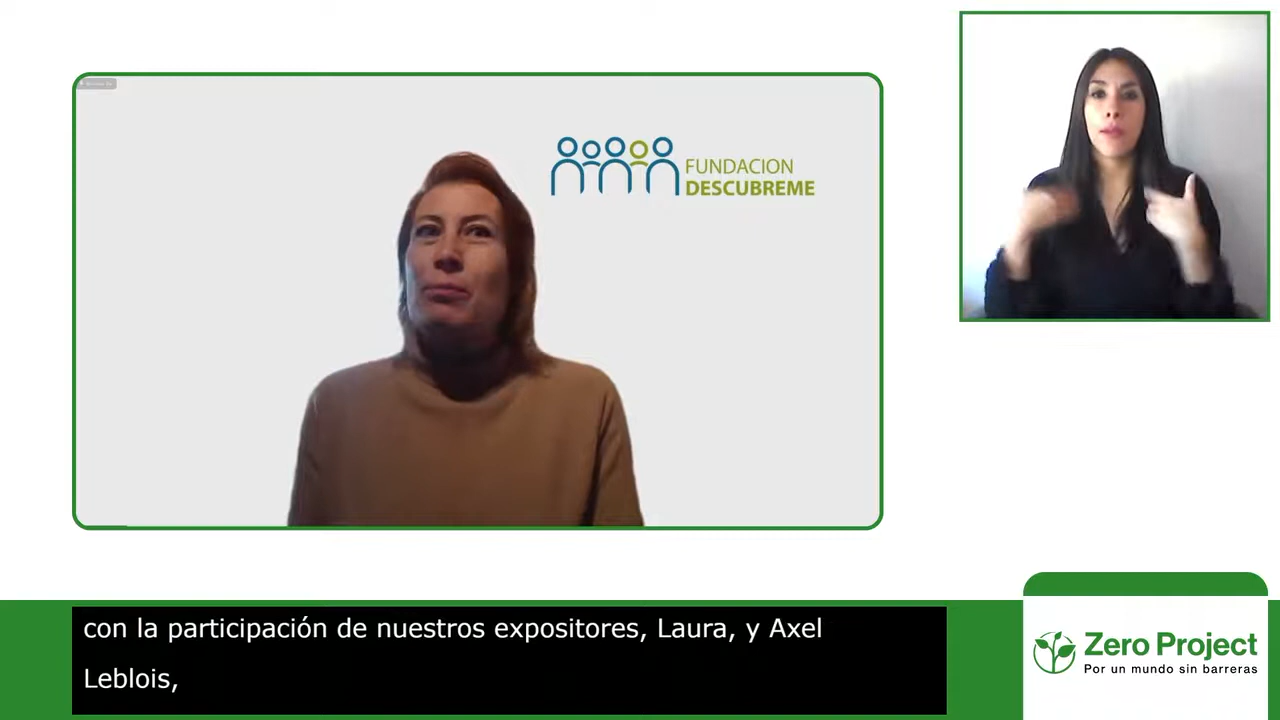 FUNDACION
DESCUBREME
con la participación de nuestros expositores, Laura, y Axel
Leblois,
Zero Project
Por un mundo sin barreras